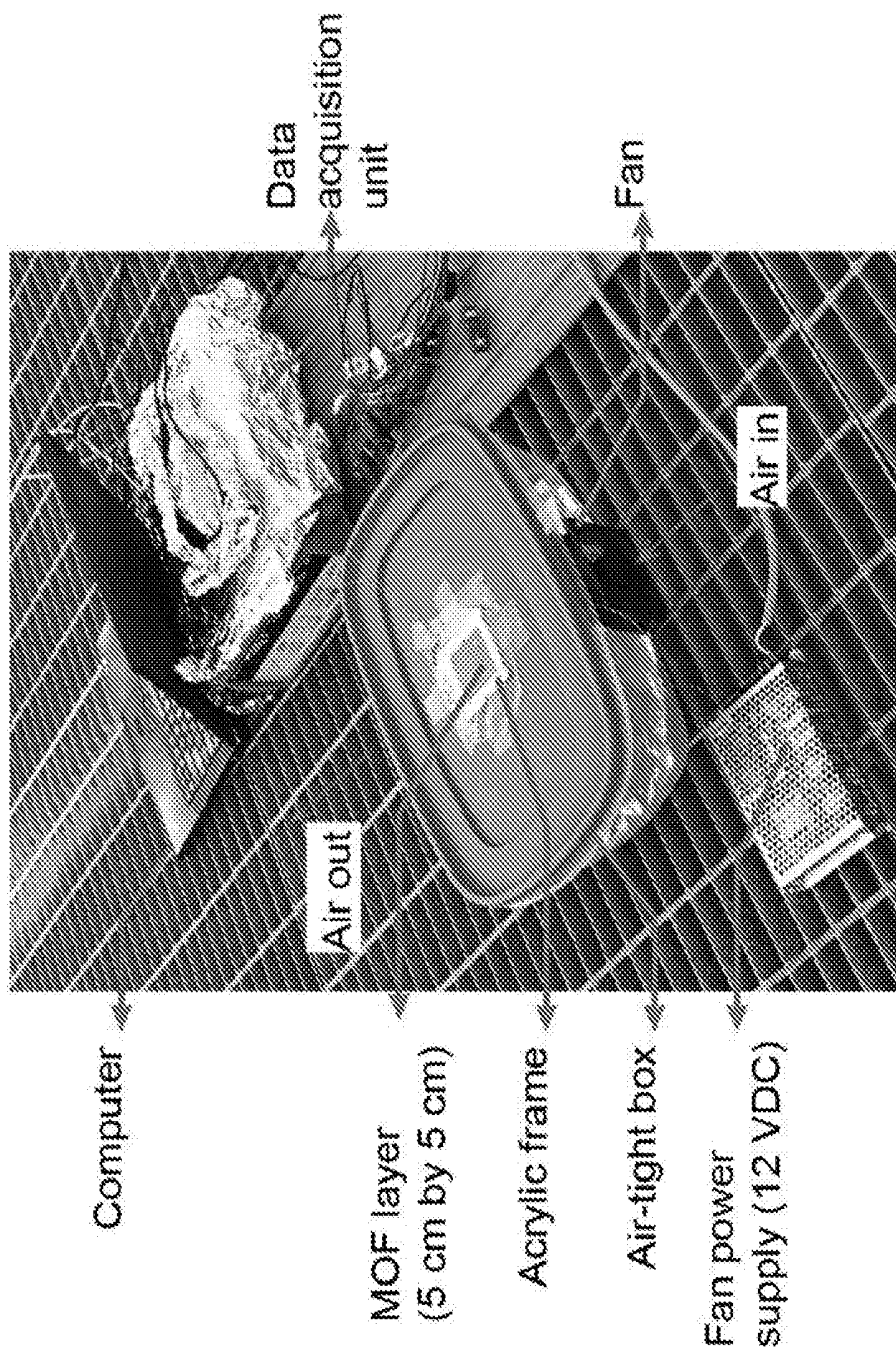 Computer
MOF layer
(5 cm by 5 cm)
Acrylic frame
Air-tight box
Fan power
supply (12 VDC)
Air out
Air in
Data
acquisition
unit
Fan